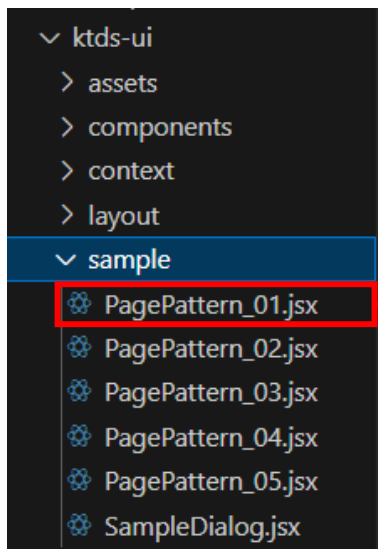 ktds-ui
assets
components
context
layout
sample
PagePattern_01.jsx
PagePattern_02.jsx
PagePattern_03.jsx
PagePattern_04.jsx
PagePattern_05.jsx
SampleDialog.jsx